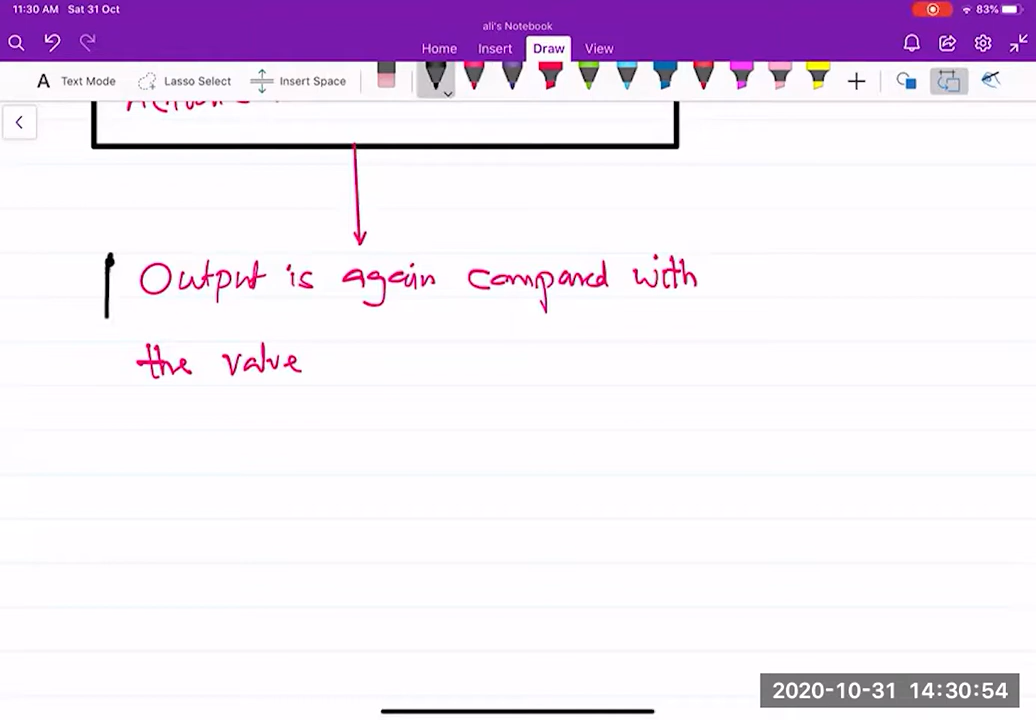 11:30 AM Sat 31 Oct
83%
ali's Notebook
Home Insert Draw View
A Text Mode Lasso Select Insert Space
Output is again compared with
the value
2020-10-31 14:30:54